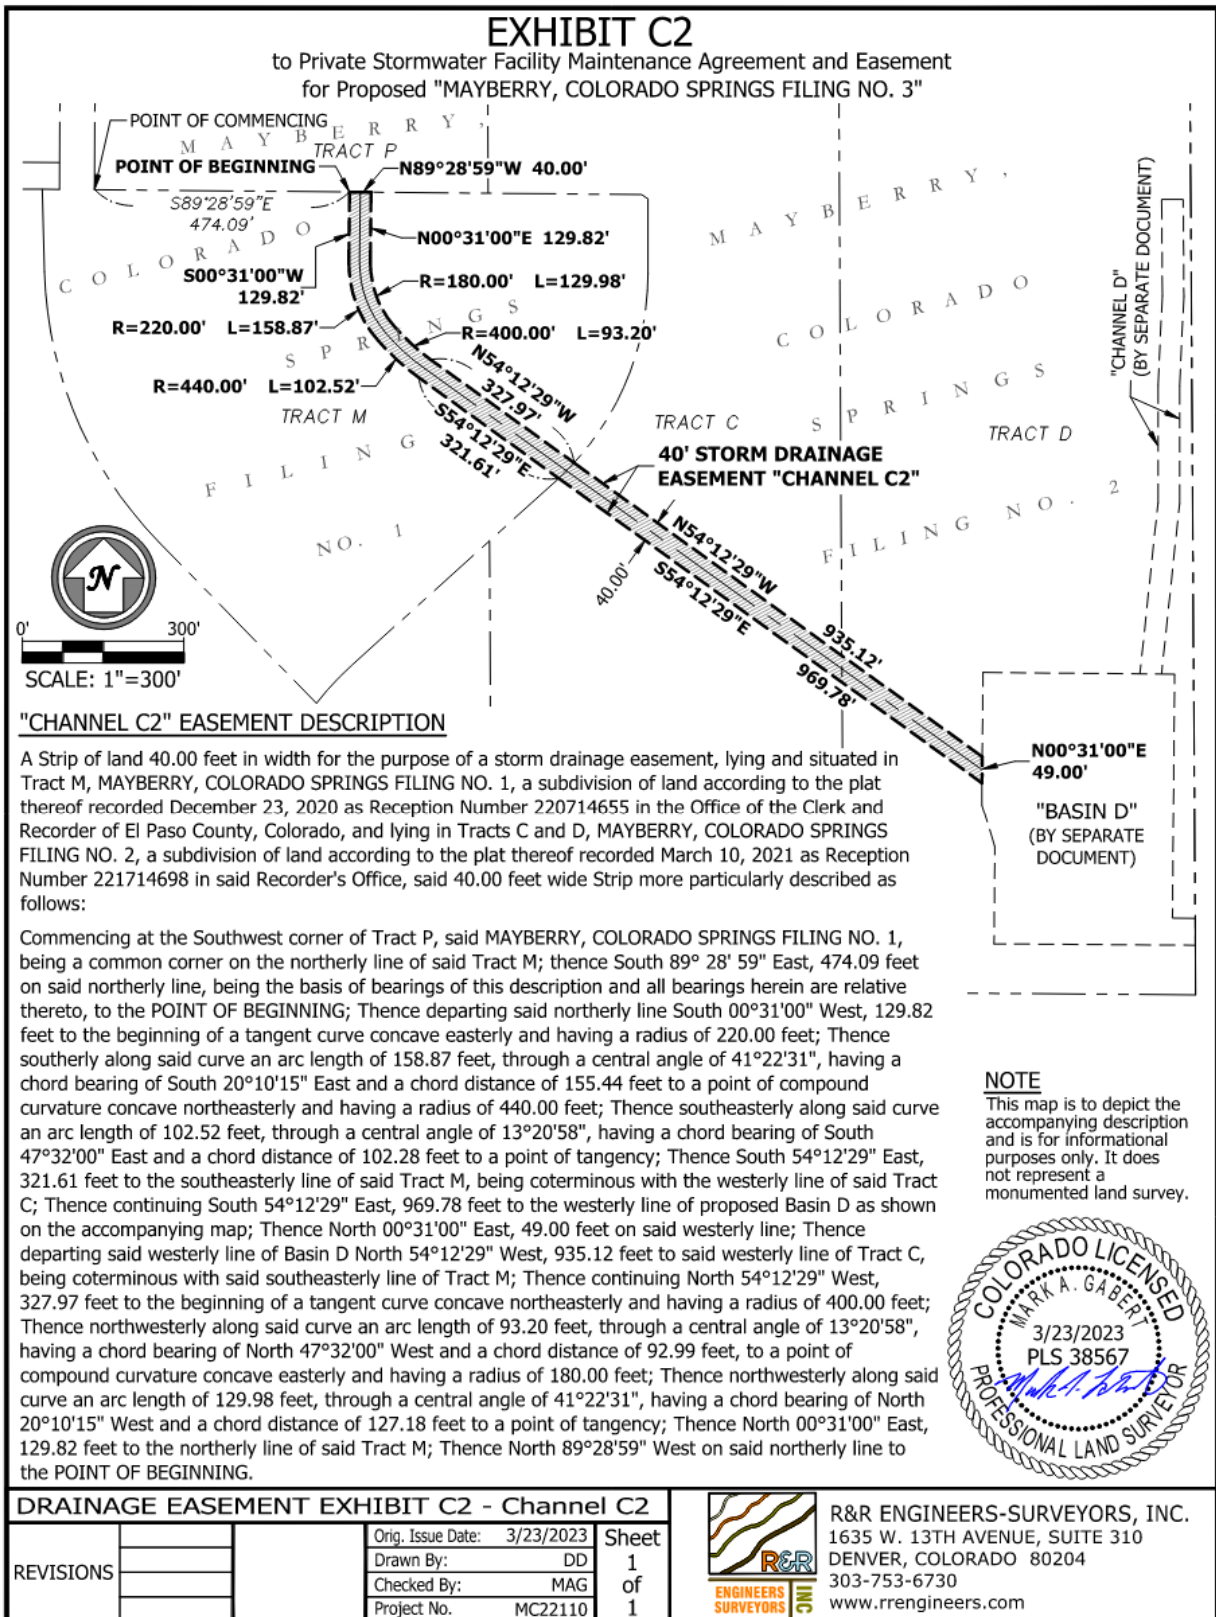 EXHIBIT C2
to Private Stormwater Facility Maintenance Agreement and Easement
for Proposed "MAYBERRY, COLORADO SPRINGS FILING NO. 3"
POINT OF COMMENCING
MAYBERRY,
TRACT P
POINT OF BEGINNING
N89°28'59"W 40.00'
S89°28'59"E
474.09'
COLORADO
N00°31'00"E 129.82'
S00°31'00"W
129.82'
R=180.00' L=129.98'
R=220.00' L=158.87'
SPRINGS
R=400.00' L=93.20'
R=440.00' L=102.52'
N54°12'29"W
327.97'
S54°12'29"E
321.61'
TRACT M
FILING
NO. 1
MAYBERRY,
COLORADO
SPRINGS
FILING NO. 2
TRACT C
TRACT D
"CHANNEL D"
(BY SEPARATE DOCUMENT)
40' STORM DRAINAGE
EASEMENT "CHANNEL C2"
N54°12'29"W
S54°12'29"E
40.00'
935.12'
969.78'
N
0' 300'
SCALE: 1"=300'
N00°31'00"E
49.00'
"BASIN D"
(BY SEPARATE
DOCUMENT)
"CHANNEL C2" EASEMENT DESCRIPTION
A Strip of land 40.00 feet in width for the purpose of a storm drainage easement, lying and situated in
Tract M, MAYBERRY, COLORADO SPRINGS FILING NO. 1, a subdivision of land according to the plat
thereof recorded December 23, 2020 as Reception Number 220714655 in the Office of the Clerk and
Recorder of El Paso County, Colorado, and lying in Tracts C and D, MAYBERRY, COLORADO SPRINGS
FILING NO. 2, a subdivision of land according to the plat thereof recorded March 10, 2021 as Reception
Number 221714698 in said Recorder's Office, said 40.00 feet wide Strip more particularly described as
follows:
Commencing at the Southwest corner of Tract P, said MAYBERRY, COLORADO SPRINGS FILING NO. 1,
being a common corner on the northerly line of said Tract M; thence South 89° 28' 59" East, 474.09 feet
on said northerly line, being the basis of bearings of this description and all bearings herein are relative
thereto, to the POINT OF BEGINNING; Thence departing said northerly line South 00°31'00" West, 129.82
feet to the beginning of a tangent curve concave easterly and having a radius of 220.00 feet; Thence
southerly along said curve an arc length of 158.87 feet, through a central angle of 41°22'31", having a
chord bearing of South 20°10'15" East and a chord distance of 155.44 feet to a point of compound
curvature concave northeasterly and having a radius of 440.00 feet; Thence southeasterly along said curve
an arc length of 102.52 feet, through a central angle of 13°20'58", having a chord bearing of South
47°32'00" East and a chord distance of 102.28 feet to a point of tangency; Thence South 54°12'29" East,
321.61 feet to the southeasterly line of said Tract M, being coterminous with the westerly line of said Tract
C; Thence continuing South 54°12'29" East, 969.78 feet to the westerly line of proposed Basin D as shown
on the accompanying map; Thence North 00°31'00" East, 49.00 feet on said westerly line; Thence
departing said westerly line of Basin D North 54°12'29" West, 935.12 feet to said westerly line of Tract C,
being coterminous with said southeasterly line of Tract M; Thence continuing North 54°12'29" West,
327.97 feet to the beginning of a tangent curve concave northeasterly and having a radius of 400.00 feet;
Thence northwesterly along said curve an arc length of 93.20 feet, through a central angle of 13°20'58",
having a chord bearing of North 47°32'00" West and a chord distance of 92.99 feet, to a point of
compound curvature concave easterly and having a radius of 180.00 feet; Thence northwesterly along said
curve an arc length of 129.98 feet, through a central angle of 41°22'31", having a chord bearing of North
20°10'15" West and a chord distance of 127.18 feet to a point of tangency; Thence North 00°31'00" East,
129.82 feet to the northerly line of said Tract M; Thence North 89°28'59" West on said northerly line to
the POINT OF BEGINNING.
NOTE
This map is to depict the
accompanying description
and is for informational
purposes only. It does
not represent a
monumented land survey.
COLORADO LICENSED
MARK A. GABERT
3/23/2023
PLS 38567
PROFESSIONAL LAND SURVEYOR
DRAINAGE EASEMENT EXHIBIT C2 - Channel C2
REVISIONS
Orig. Issue Date: 3/23/2023
Drawn By: DD
Checked By: MAG
Project No. MC22110
Sheet
1
of
1
R&R
ENGINEERS
SURVEYORS
INC
R&R ENGINEERS-SURVEYORS, INC.
1635 W. 13TH AVENUE, SUITE 310
DENVER, COLORADO 80204
303-753-6730
www.rrengineers.com